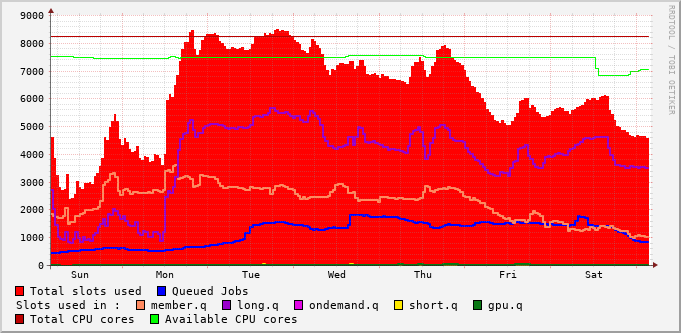 RRDTOOL / TOBI OETIKER
9000
8000
7000
6000
5000
4000
3000
2000
1000
0
Sun Mon Tue Wed Thu Fri Sat
Total slots used Queued Jobs
Slots used in : member.q long.q ondemand.q short.q gpu.q
Total CPU cores Available CPU cores